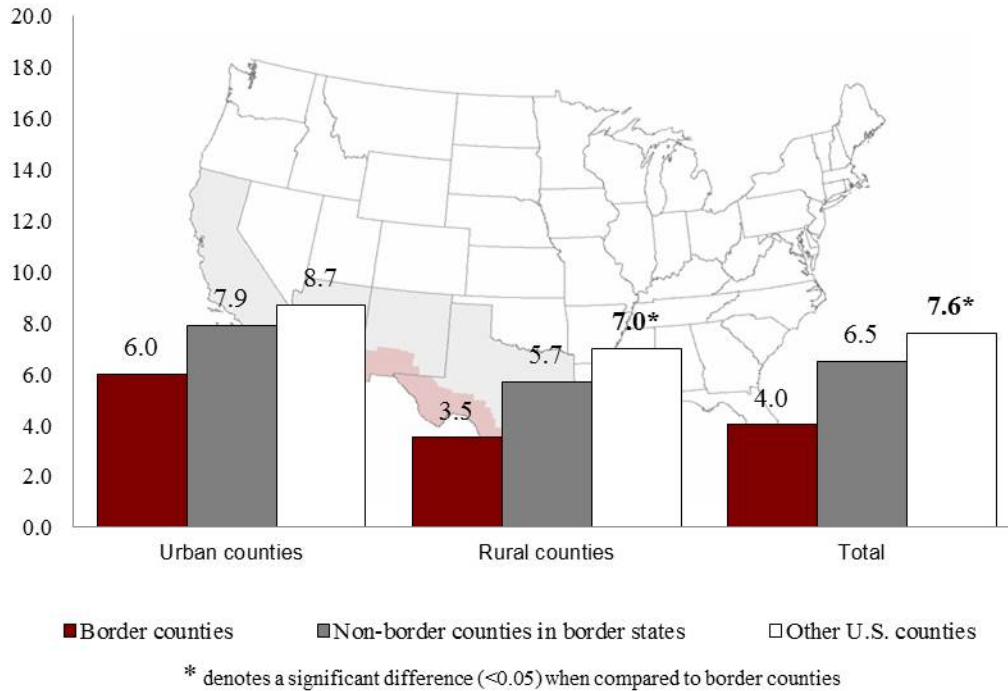 20.0
18.0
16.0
14.0
12.0
10.0
8.0
6.0
4.0
2.0
0.0
6.0
7.9
8.7
3.5
5.7
7.0*
4.0
6.5
7.6*
Urban counties
Rural counties
Total
Border counties
Non-border counties in border states
Other U.S. counties
* denotes a significant difference (<0.05) when compared to border counties